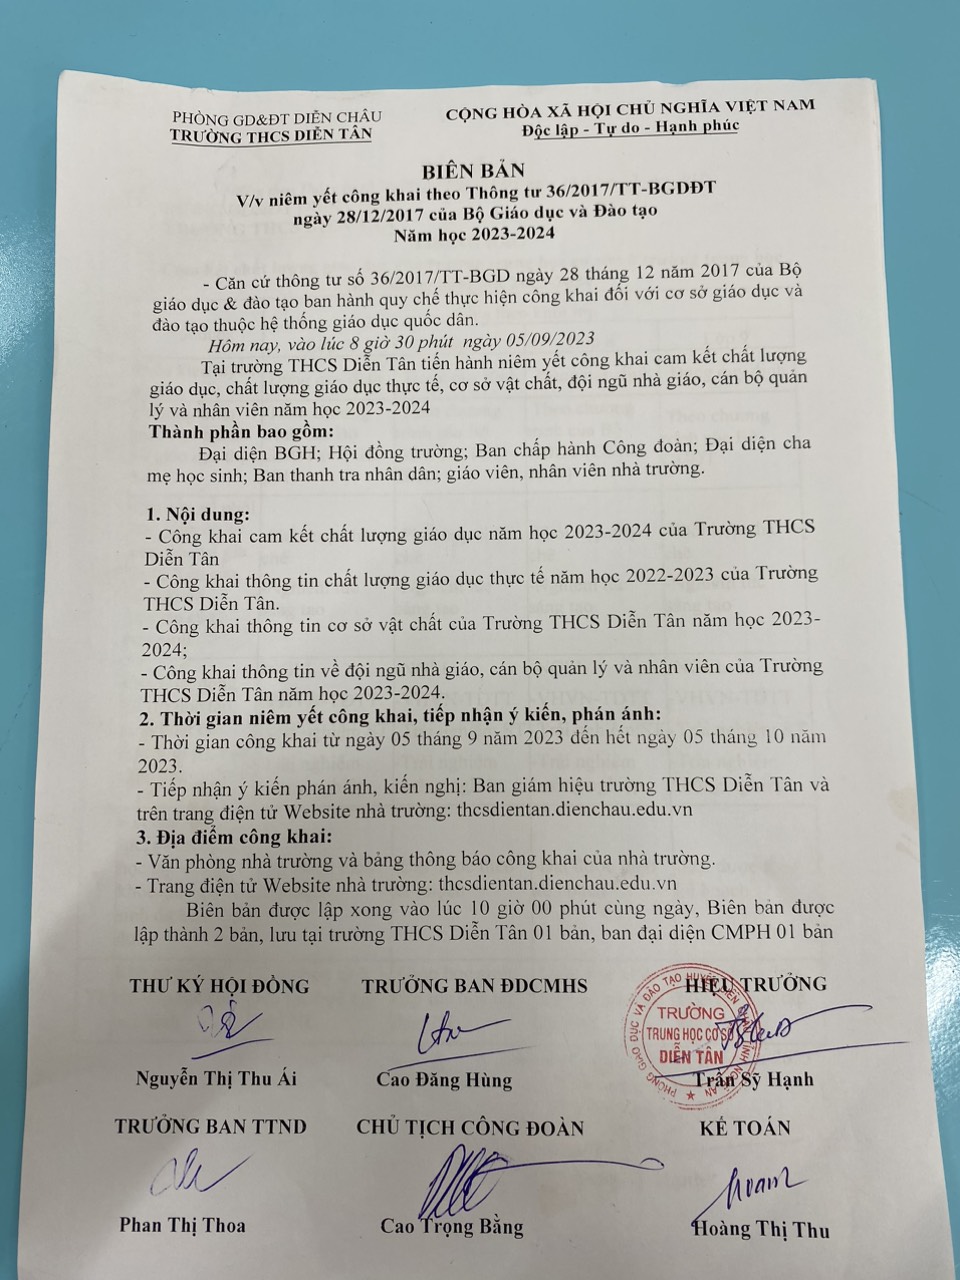 PHÒNG GD&ĐT DIỄN CHÂU
TRƯỜNG THCS DIỄN TÂN
CỘNG HÒA XÃ HỘI CHỦ NGHĨA VIỆT NAM
Độc lập - Tự do - Hạnh phúc
BIÊN BẢN
V/v niêm yết công khai theo Thông tư 36/2017/TT-BGDĐT
ngày 28/12/2017 của Bộ Giáo dục và Đào tạo
Năm học 2023-2024
- Căn cứ thông tư số 36/2017/TT-BGD ngày 28 tháng 12 năm 2017 của Bộ
giáo dục & đào tạo ban hành quy chế thực hiện công khai đối với cơ sở giáo dục và
đào tạo thuộc hệ thống giáo dục quốc dân.
Hôm nay, vào lúc 8 giờ 30 phút ngày 05/09/2023
Tại trường THCS Diễn Tân tiến hành niêm yết công khai cam kết chất lượng
giáo dục, chất lượng giáo dục thực tế, cơ sở vật chất, đội ngũ nhà giáo, cán bộ quản
lý và nhân viên năm học 2023-2024
Thành phần bao gồm:
Đại diện BGH; Hội đồng trường; Ban chấp hành Công đoàn; Đại diện cha
mẹ học sinh; Ban thanh tra nhân dân; giáo viên, nhân viên nhà trường.
1. Nội dung:
- Công khai cam kết chất lượng giáo dục năm học 2023-2024 của Trường THCS
Diễn Tân
- Công khai thông tin chất lượng giáo dục thực tế năm học 2022-2023 của Trường
THCS Diễn Tân.
- Công khai thông tin cơ sở vật chất của Trường THCS Diễn Tân năm học 2023-
2024;
- Công khai thông tin về đội ngũ nhà giáo, cán bộ quản lý và nhân viên của Trường
THCS Diễn Tân năm học 2023-2024.
2. Thời gian niêm yết công khai, tiếp nhận ý kiến, phán ánh:
- Thời gian công khai từ ngày 05 tháng 9 năm 2023 đến hết ngày 05 tháng 10 năm
2023.
- Tiếp nhận ý kiến phán ánh, kiến nghị: Ban giám hiệu trường THCS Diễn Tân và
trên trang điện tử Website nhà trường: thcsdientan.dienchau.edu.vn
3. Địa điểm công khai:
- Văn phòng nhà trường và bảng thông báo công khai của nhà trường.
- Trang điện tử Website nhà trường: thcsdientan.dienchau.edu.vn
Biên bản được lập xong vào lúc 10 giờ 00 phút cùng ngày, Biên bản được
lập thành 2 bản, lưu tại trường THCS Diễn Tân 01 bản, ban đại diện CMPH 01 bản
THƯ KÝ HỘI ĐỒNG
TRƯỞNG BAN ĐDCMHS
HIỆU TRƯỞNG
TRƯỜNG
TRUNG HỌC CƠ SỞ
DIỄN TÂN
Nguyễn Thị Thu Ái
Cao Đăng Hùng
Trần Sỹ Hạnh
TRƯỞNG BAN TTND
CHỦ TỊCH CÔNG ĐOÀN
KẾ TOÁN
Phan Thị Thoa
Cao Trọng Bằng
Hoàng Thị Thu